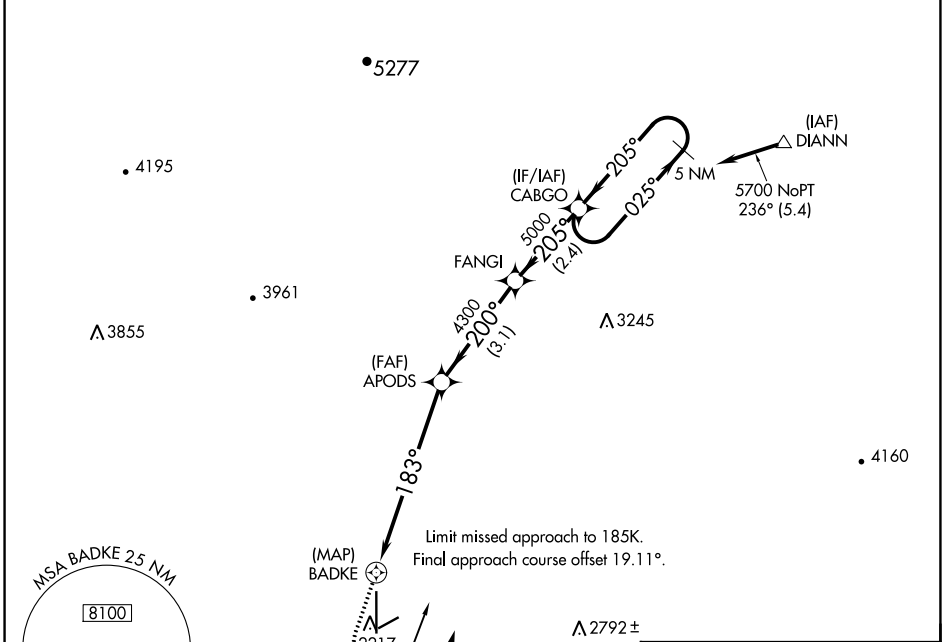 5277
4195
(IAF)
DIANN
5 NM
5700 NoPT
236° (5.4)
205°
025°
(IF/IAF)
CABGO
5000
205°
(2.4)
FANGI
3961
3855
3245
4300
200°
(3.1)
(FAF)
APODS
4160
183°
Limit missed approach to 185K.
Final approach course offset 19.11°.
(MAP)
BADKE
MSA BADKE 25 NM
8100
2792 ±